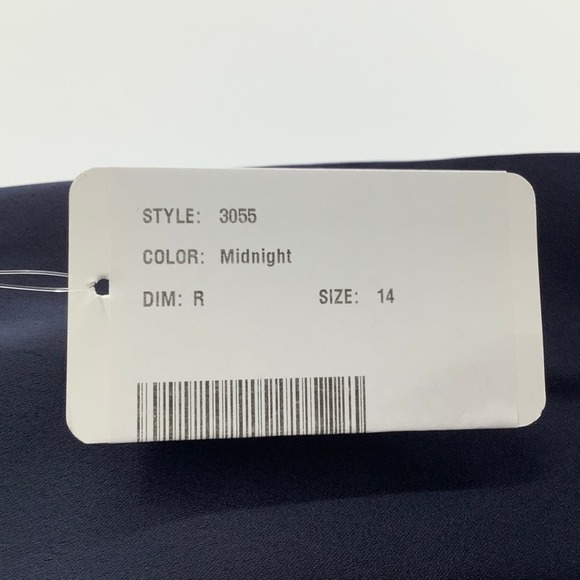 STYLE: 3055
COLOR: Midnight
DIM: R SIZE: 14